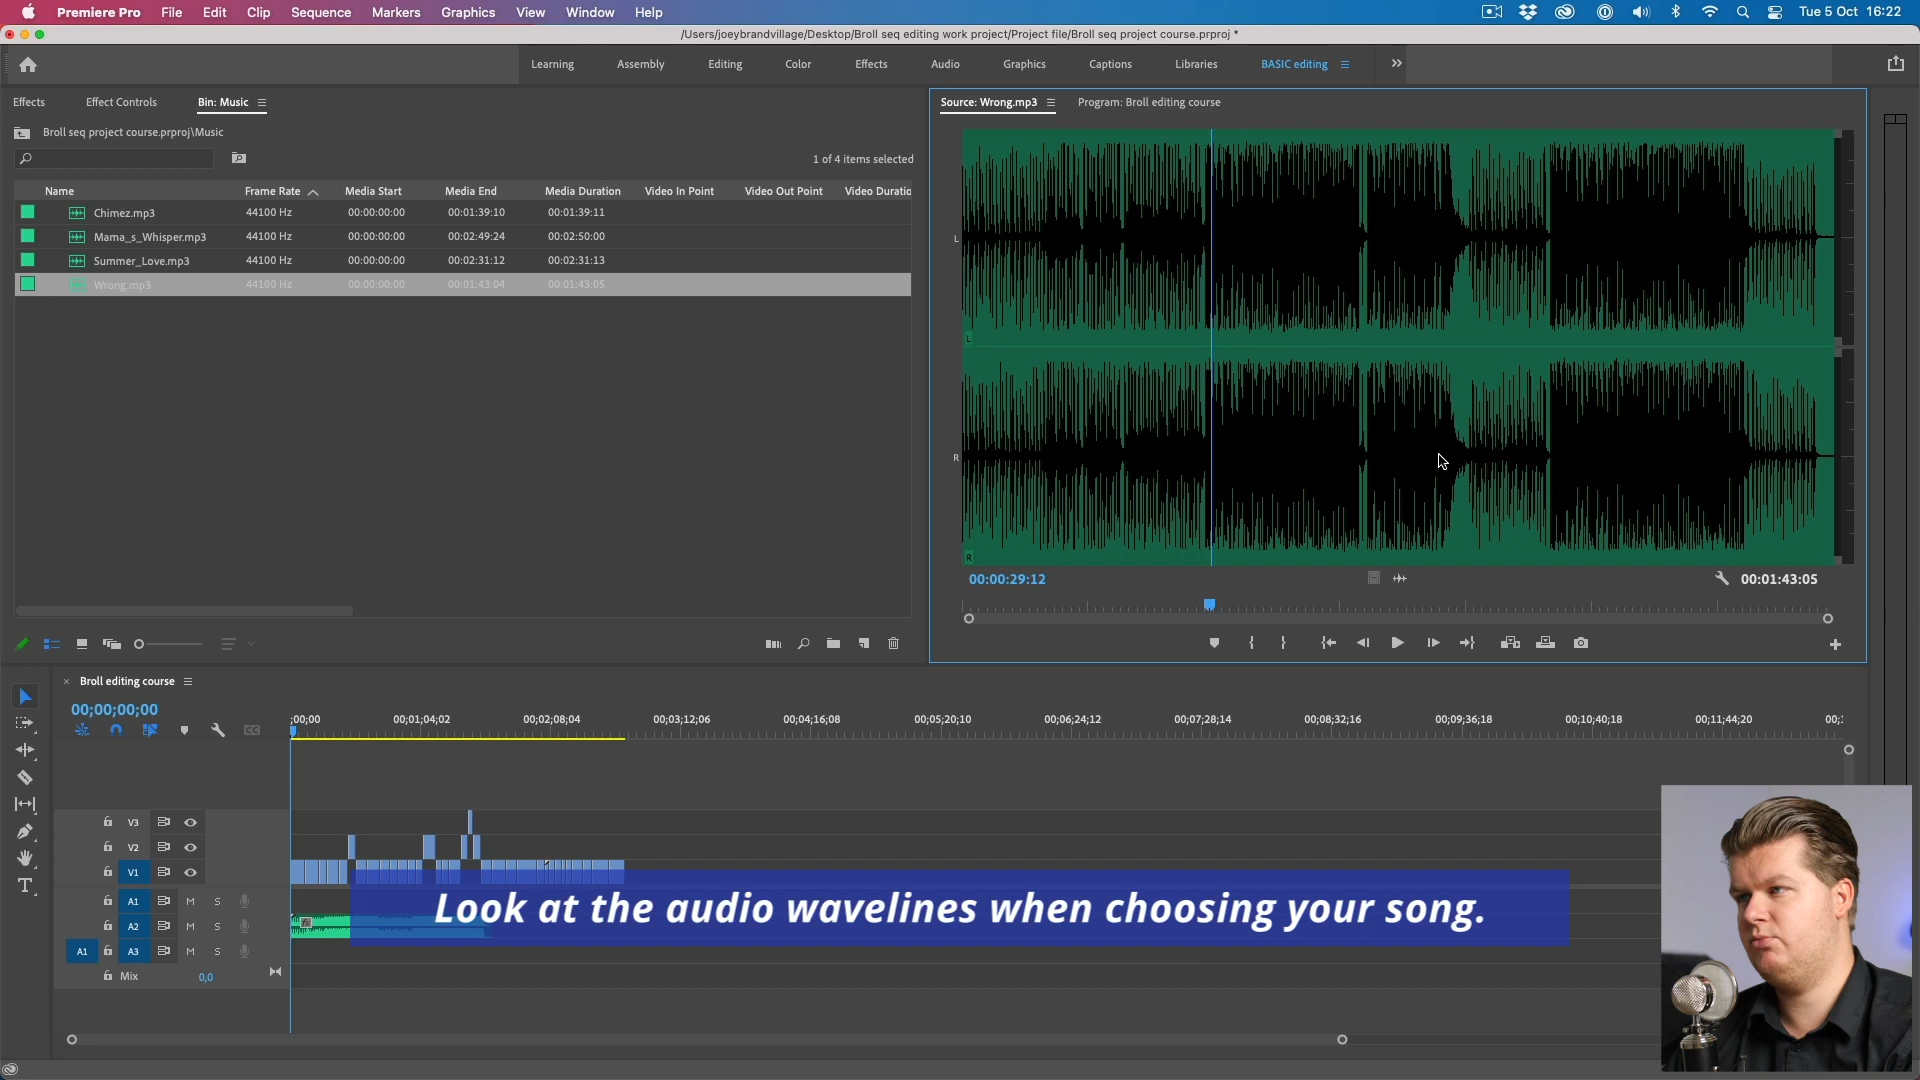 Premiere Pro File Edit Clip Sequence Markers Graphics View Window Help Tue 5 Oct 16:22
/Users/joeybrandvillage/Desktop/Broll seq editing work project/Project file/Broll seq project course.prproj *
Learning Assembly Editing Color Effects Audio Graphics Captions Libraries BASIC editing
Effects Effect Controls Bin: Music
Source: Wrong.mp3 Program: Broll editing course
Broll seq project course.prproj\Music
1 of 4 items selected
Name Frame Rate Media Start Media End Media Duration Video In Point Video Out Point Video Duratio
Chimez.mp3 44100 Hz 00:00:00:00 00:01:39:10 00:01:39:11
Mama_s_Whisper.mp3 44100 Hz 00:00:00:00 00:02:49:24 00:02:50:00
Summer_Love.mp3 44100 Hz 00:00:00:00 00:02:31:12 00:02:31:13
Wrong.mp3 44100 Hz 00:00:00:00 00:01:43:04 00:01:43:05
L
L
R
R
00:00:29:12 00:01:43:05
Broll editing course
00;00;00;00
;00;00 00;01;04;02 00;02;08;04 00;03;12;06 00;04;16;08 00;05;20;10 00;06;24;12 00;07;28;14 00;08;32;16 00;09;36;18 00;10;40;18 00;11;44;20 00;:
V3
V2
V1
A1 M S
A2 M S
A1 A3 M S
Mix 0,0
Look at the audio wavelines when choosing your song.